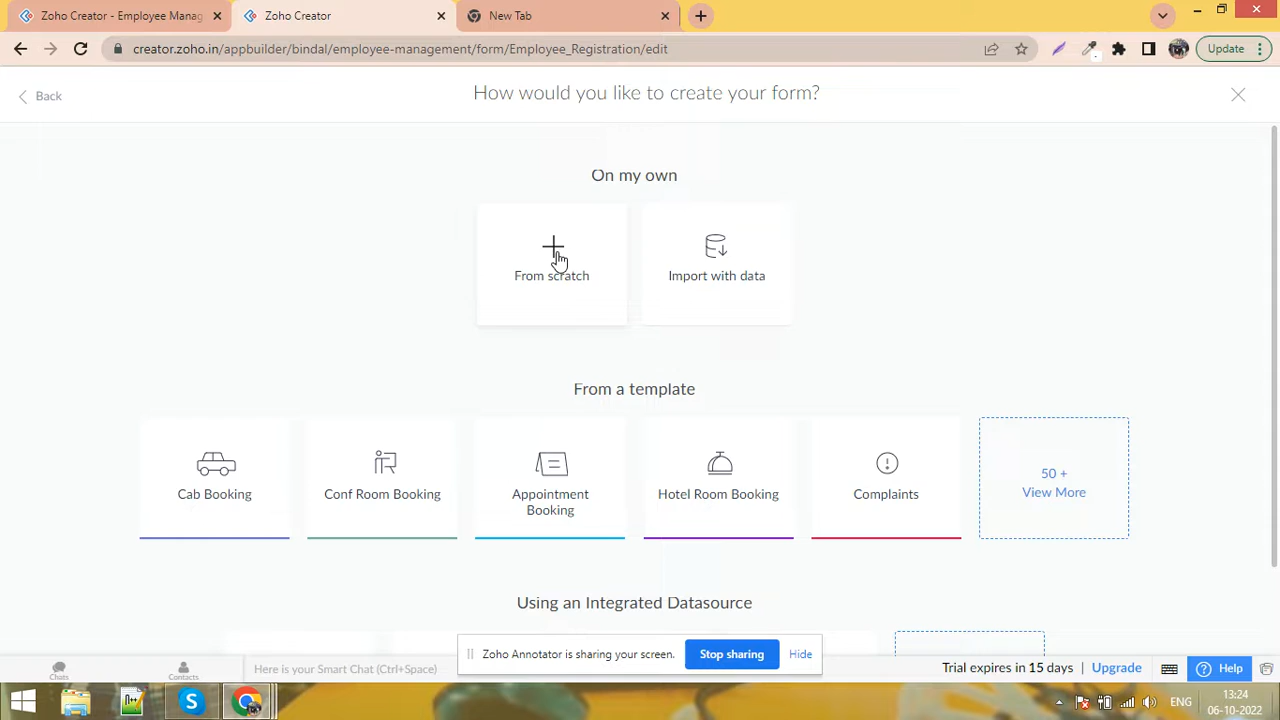 Zoho Creator - Employee Manag
Zoho Creator
New Tab
creator.zoho.in/appbuilder/bindal/employee-management/form/Employee_Registration/edit
Update
Back
How would you like to create your form?
On my own
From scratch
Import with data
From a template
Cab Booking
Conf Room Booking
Appointment
Booking
Hotel Room Booking
Complaints
50 +
View More
Using an Integrated Datasource
Zoho Annotator is sharing your screen.
Stop sharing
Hide
Chats
Contacts
Here is your Smart Chat (Ctrl+Space)
Trial expires in 15 days
Upgrade
Help
ENG
13:24
06-10-2022